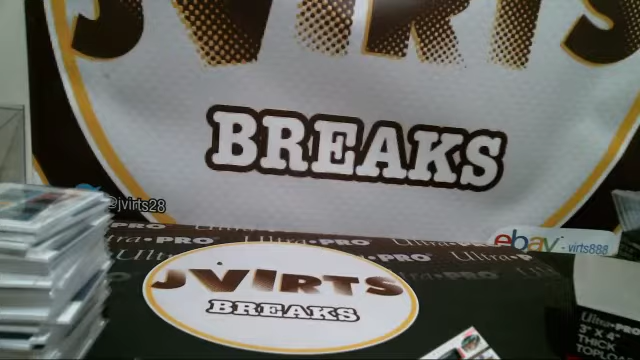 JVIRTS
BREAKS
@jvirts28
Ultra•PRO
ebay: virts888
JVIRTS
BREAKS
Ultra•PRO
3" X 4"
THICK
TOPLO